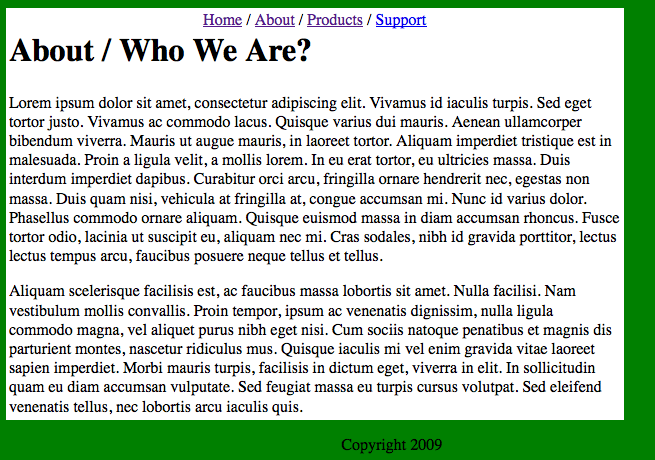 Home / About / Products / Support
About / Who We Are?
Lorem ipsum dolor sit amet, consectetur adipiscing elit. Vivamus id iaculis turpis. Sed eget
tortor justo. Vivamus ac commodo lacus. Quisque varius dui mauris. Aenean ullamcorper
bibendum viverra. Mauris ut augue mauris, in laoreet tortor. Aliquam imperdiet tristique est in
malesuada. Proin a ligula velit, a mollis lorem. In eu erat tortor, eu ultricies massa. Duis
interdum imperdiet dapibus. Curabitur orci arcu, fringilla ornare hendrerit nec, egestas non
massa. Duis quam nisi, vehicula at fringilla at, congue accumsan mi. Nunc id varius dolor.
Phasellus commodo ornare aliquam. Quisque euismod massa in diam accumsan rhoncus. Fusce
tortor odio, lacinia ut suscipit eu, aliquam nec mi. Cras sodales, nibh id gravida porttitor, lectus
lectus tempus arcu, faucibus posuere neque tellus et tellus.
Aliquam scelerisque facilisis est, ac faucibus massa lobortis sit amet. Nulla facilisi. Nam
vestibulum mollis convallis. Proin tempor, ipsum ac venenatis dignissim, nulla ligula
commodo magna, vel aliquet purus nibh eget nisi. Cum sociis natoque penatibus et magnis dis
parturient montes, nascetur ridiculus mus. Quisque iaculis mi vel enim gravida vitae laoreet
sapien imperdiet. Morbi mauris turpis, facilisis in dictum eget, viverra in elit. In sollicitudin
quam eu diam accumsan vulputate. Sed feugiat massa eu turpis cursus volutpat. Sed eleifend
venenatis tellus, nec lobortis arcu iaculis quis.
Copyright 2009